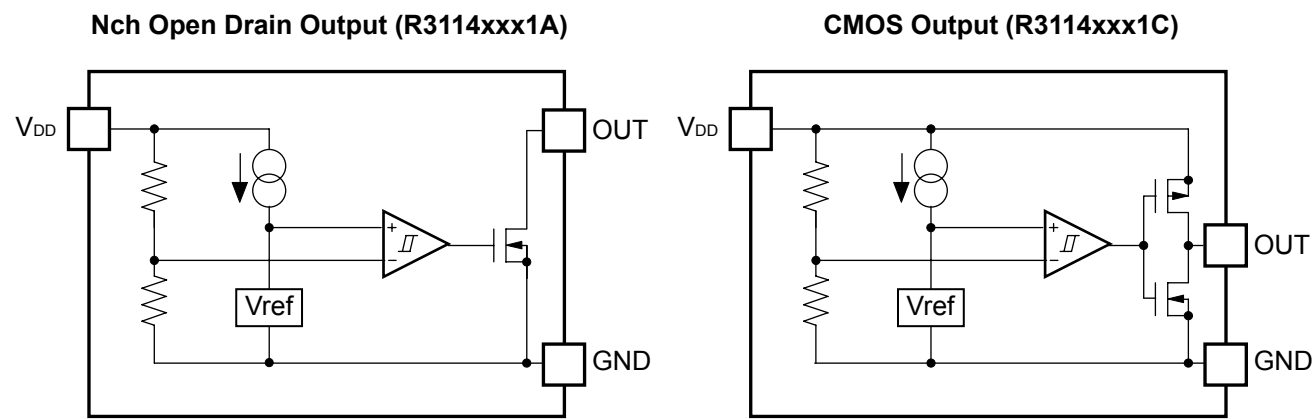 Nch Open Drain Output (R3114xxx1A)
VDD
OUT
+
−
Vref
GND
CMOS Output (R3114xxx1C)
VDD
+
−
OUT
Vref
GND